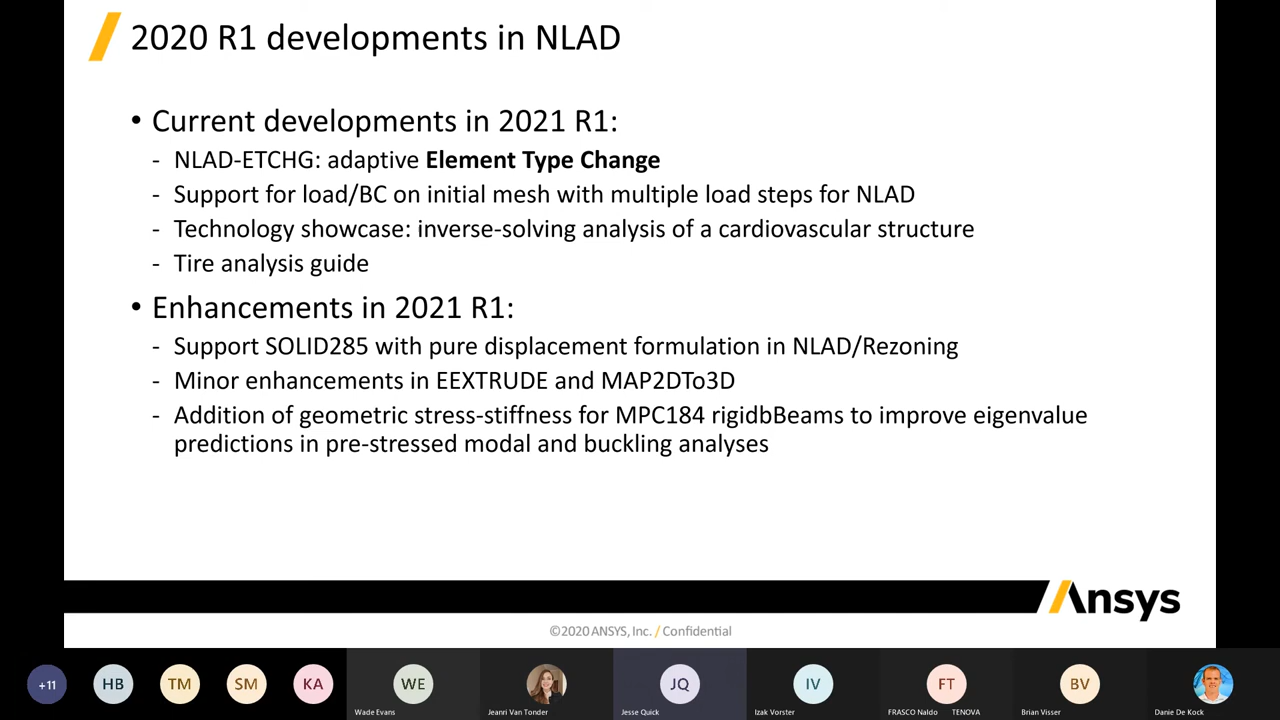 2020 R1 developments in NLAD
• Current developments in 2021 R1:
- NLAD-ETCHG: adaptive Element Type Change
- Support for load/BC on initial mesh with multiple load steps for NLAD
- Technology showcase: inverse-solving analysis of a cardiovascular structure
- Tire analysis guide
• Enhancements in 2021 R1:
- Support SOLID285 with pure displacement formulation in NLAD/Rezoning
- Minor enhancements in EEXTRUDE and MAP2DTo3D
- Addition of geometric stress-stiffness for MPC184 rigidbBeams to improve eigenvalue
predictions in pre-stressed modal and buckling analyses
Ansys
©2020 ANSYS, Inc. / Confidential
+11 HB TM SM KA WE JQ IV FT BV
Wade Evans Jeanri Van Tonder Jesse Quick Izak Vorster FRASCO Naldo TENOVA Brian Visser Danie De Kock